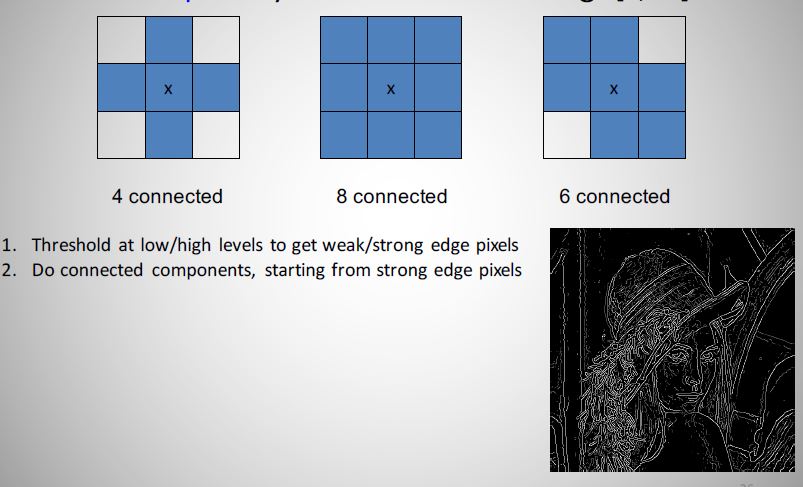 x x x
4 connected 8 connected 6 connected
1. Threshold at low/high levels to get weak/strong edge pixels
2. Do connected components, starting from strong edge pixels